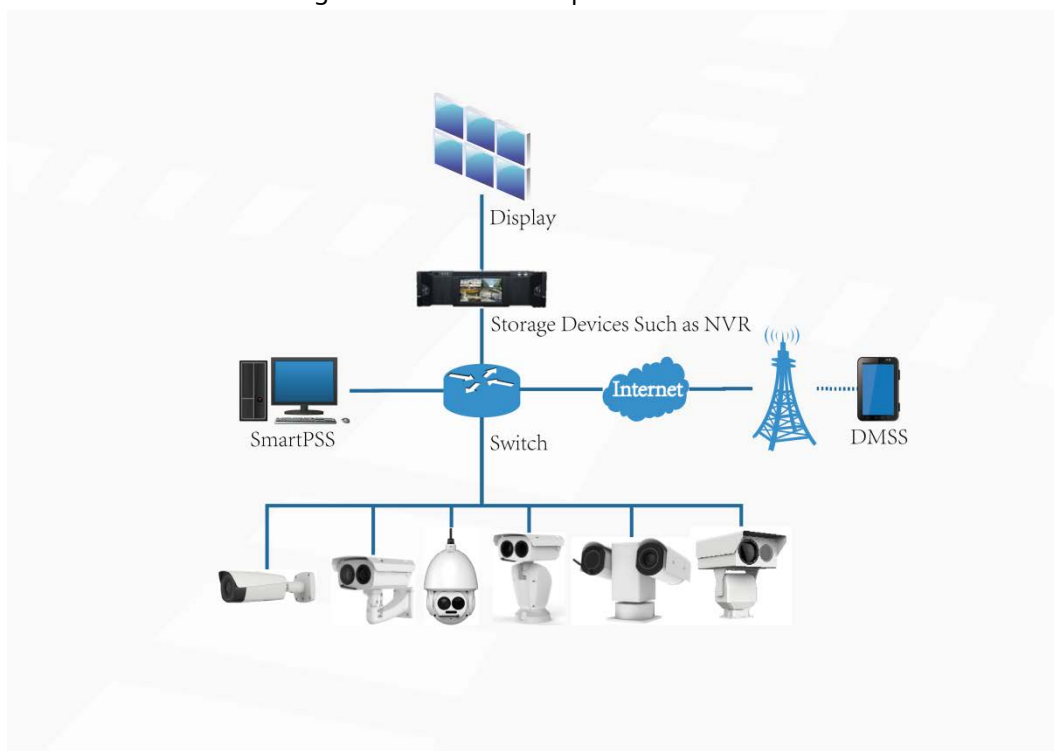 Display
Storage Devices Such as NVR
Internet
SmartPSS
Switch
DMSS